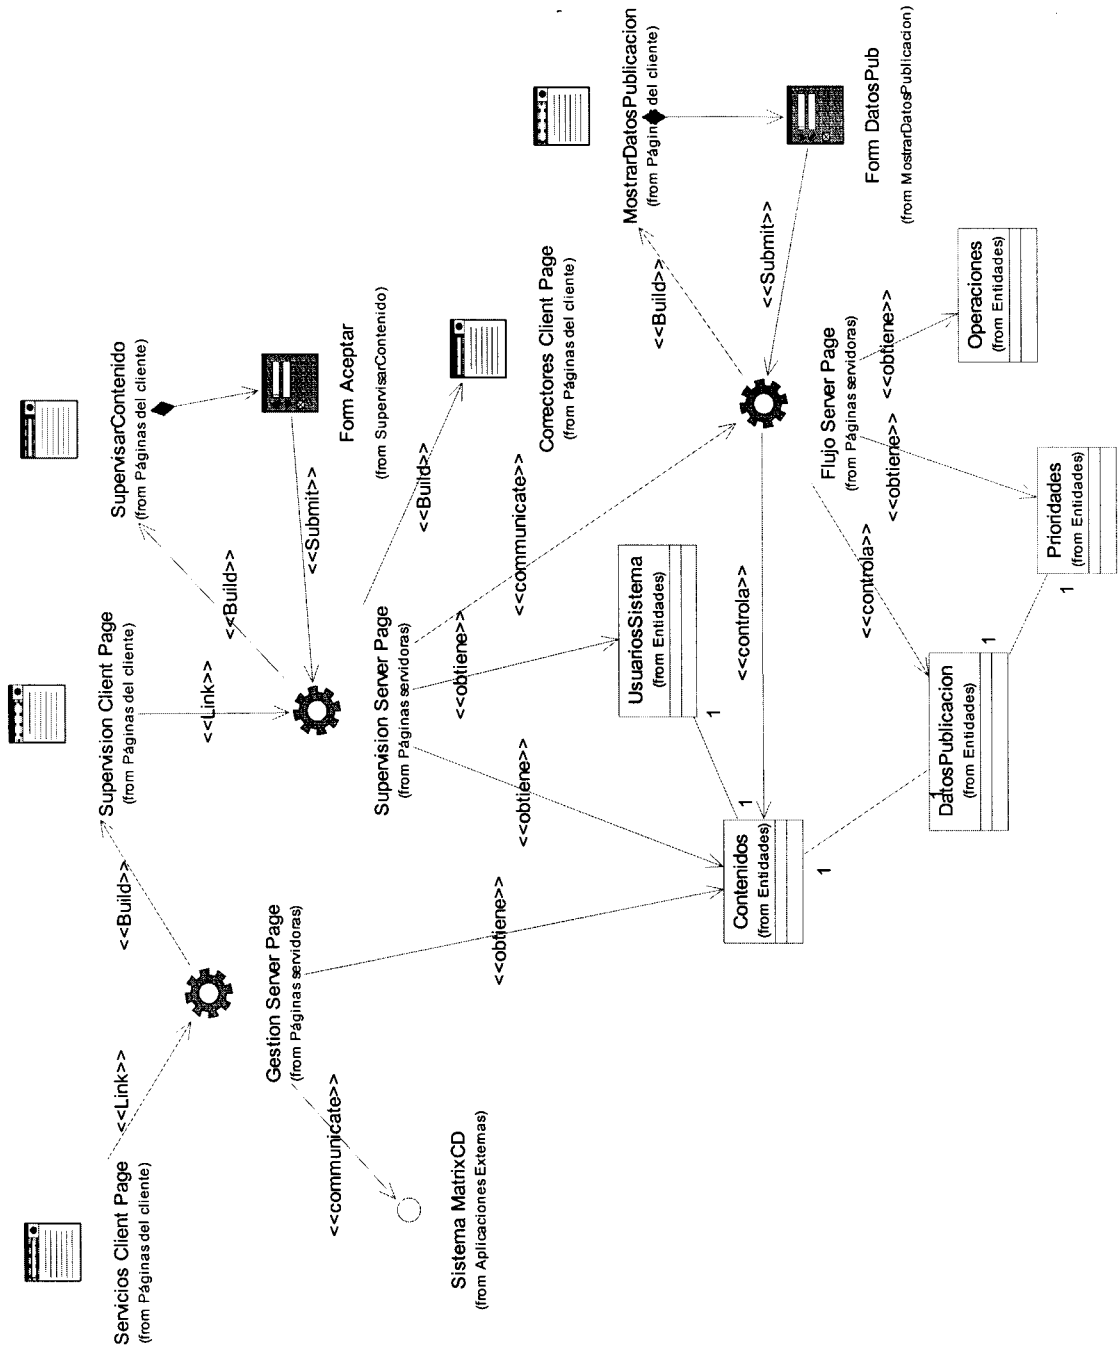 Servicios Client Page
(from Páginas del cliente)
<<Link>>
Gestion Server Page
(from Páginas servidoras)
<<communicate>>
Sistema MatrixCD
(from Aplicaciones Externas)
<<Build>>
Supervision Client Page
(from Páginas del cliente)
<<Link>>
<<obtiene>>
Supervision Server Page
(from Páginas servidoras)
<<Build>>
SupervisarContenido
(from Páginas del cliente)
<<Submit>>
Form Aceptar
(from SupervisarContenido)
<<Build>>
Correctores Client Page
(from Páginas del cliente)
<<communicate>>
<<obtiene>>
<<obtiene>>
UsuariosSistema
(from Entidades)
1
1
Contenidos
(from Entidades)
1
<<controla>>
Flujo Server Page
(from Páginas servidoras)
<<Build>>
MostrarDatosPublicacion
(from Páginas del cliente)
<<Submit>>
Form DatosPub
(from MostrarDatosPublicacion)
<<obtiene>>
<<obtiene>>
<<controla>>
Operaciones
(from Entidades)
Prioridades
(from Entidades)
1
1
DatosPublicacion
(from Entidades)
1